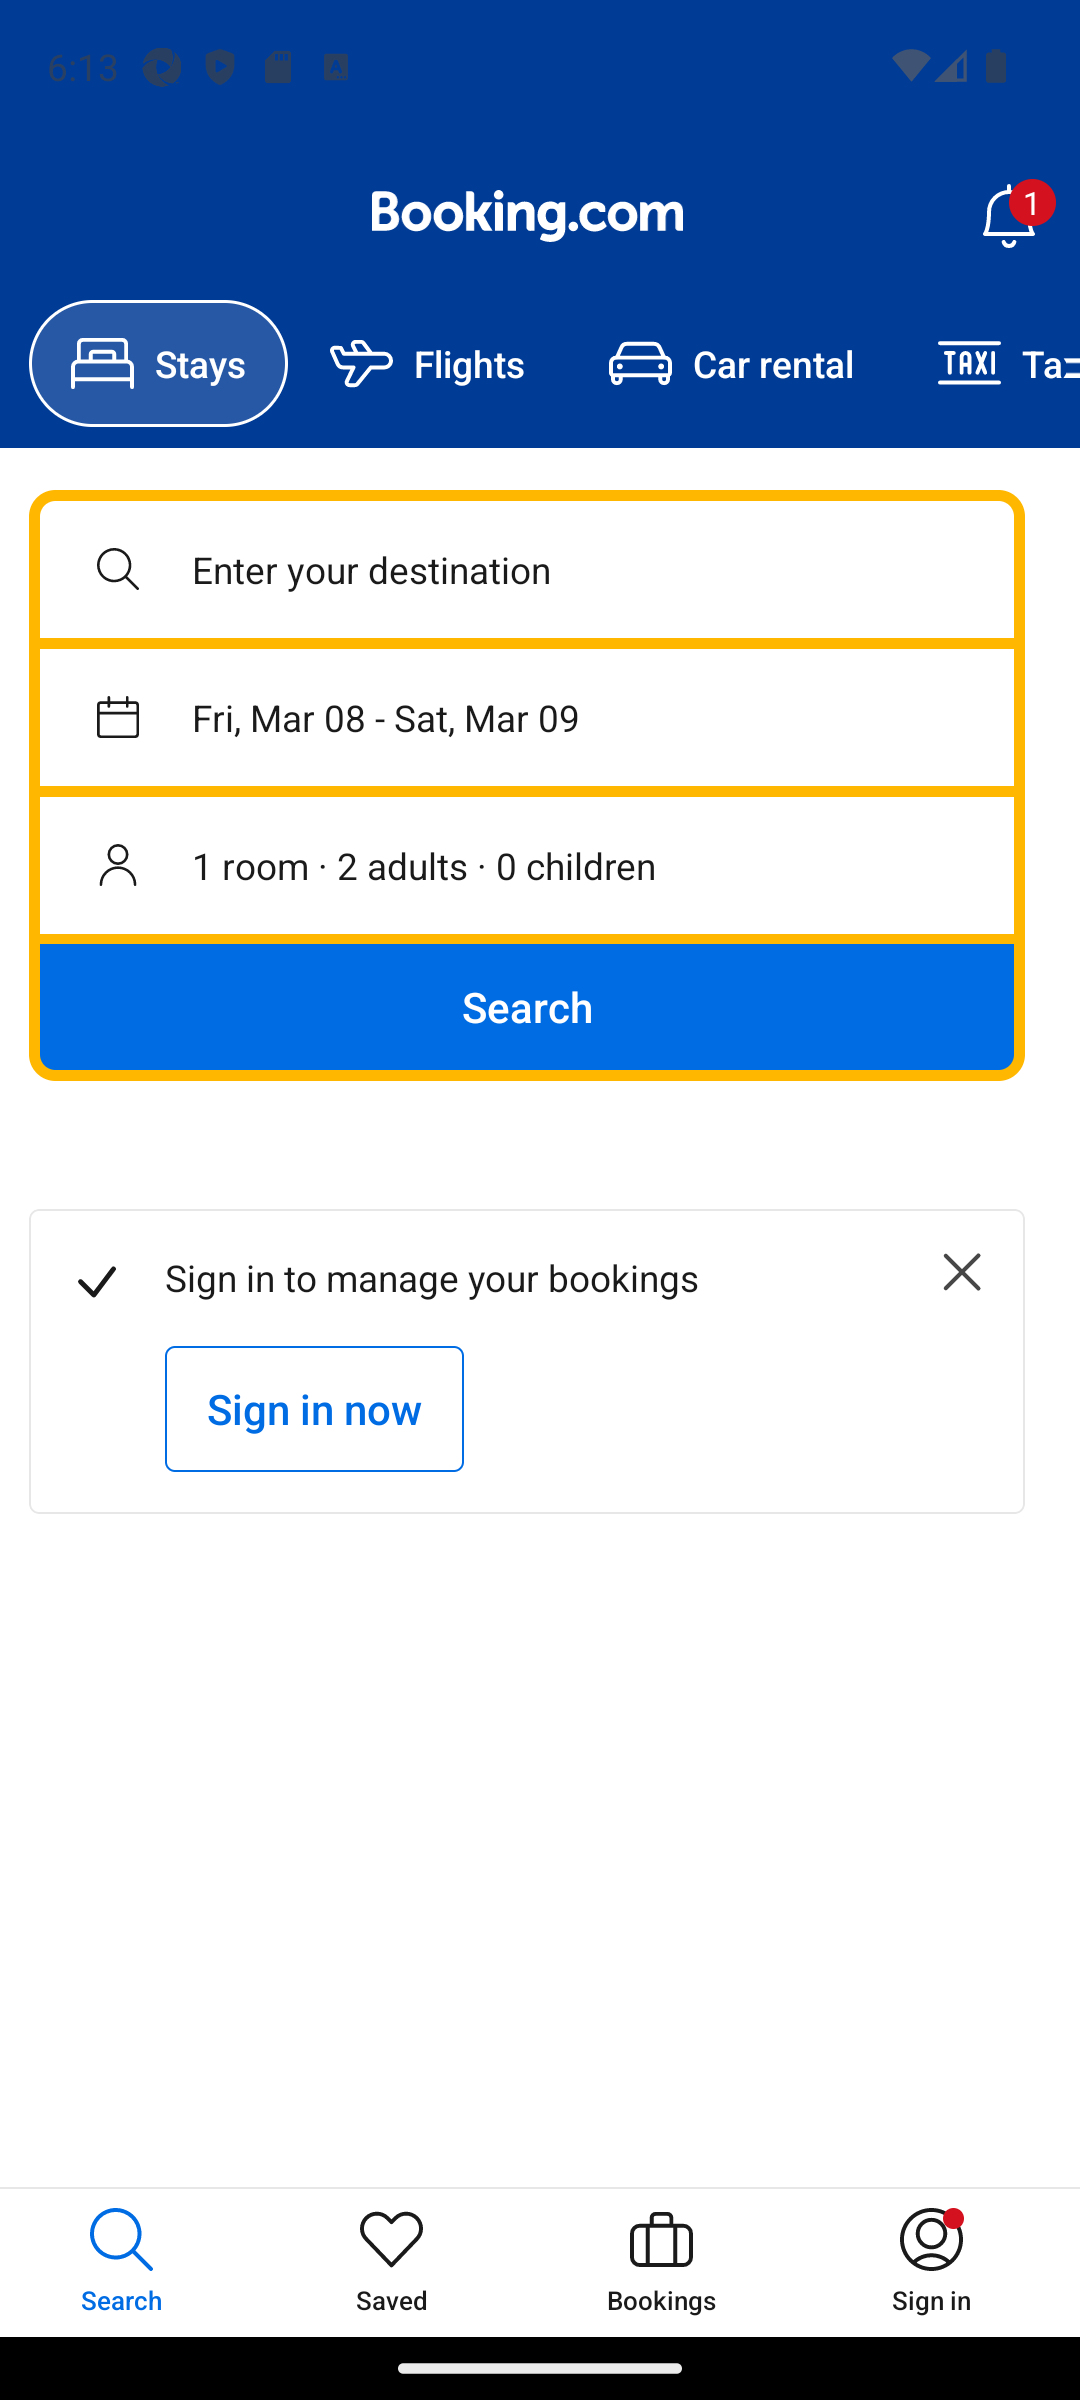 6:13
Booking.com
1
Stays
Flights
Car rental
TAXI
Enter your destination
Fri, Mar 08 - Sat, Mar 09
1 room · 2 adults · 0 children
Search
Sign in to manage your bookings
Sign in now
Search
Saved
Bookings
Sign in